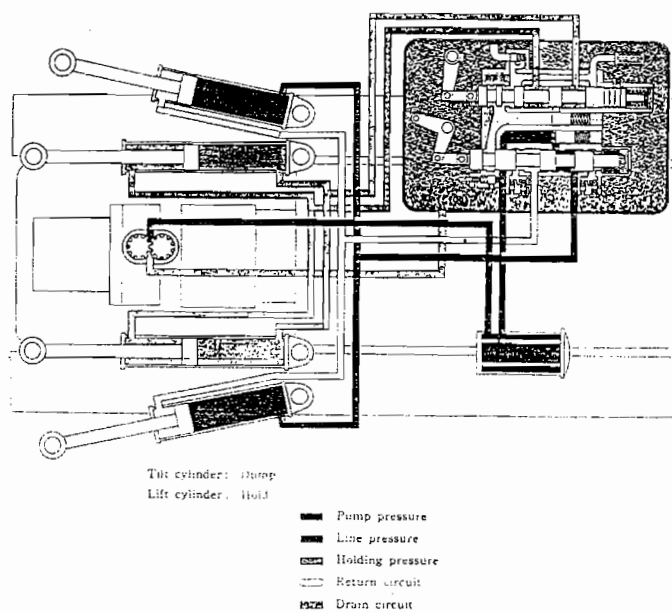 Tilt cylinder: Dump
Lift cylinder: Hold
Pump pressure
Line pressure
Holding pressure
Return circuit
Drain circuit